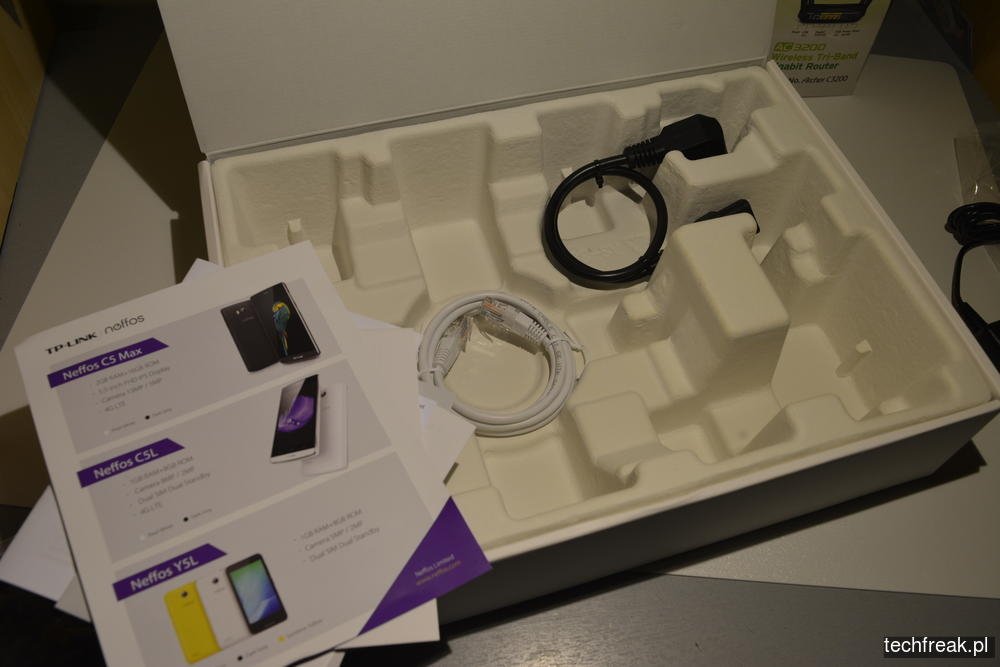 AC3200
Wireless Tri-Band
Gigabit Router
No. Archer C3200
TP-LINK neffos
Neffos C5 Max
2GB RAM+16GB ROM
5.5-inch FHD IPS Display
Camera 13MP / 5MP
4G LTE
Neffos C5L
1GB RAM+8GB ROM
Camera 8MP / 2MP
Dual SIM Dual Standby
4G LTE
Neffos Y5L
1GB RAM+8GB ROM
Camera 5MP / 2MP
Dual SIM Dual Standby
Neffos Limited
www.neffos.com
techfreak.pl